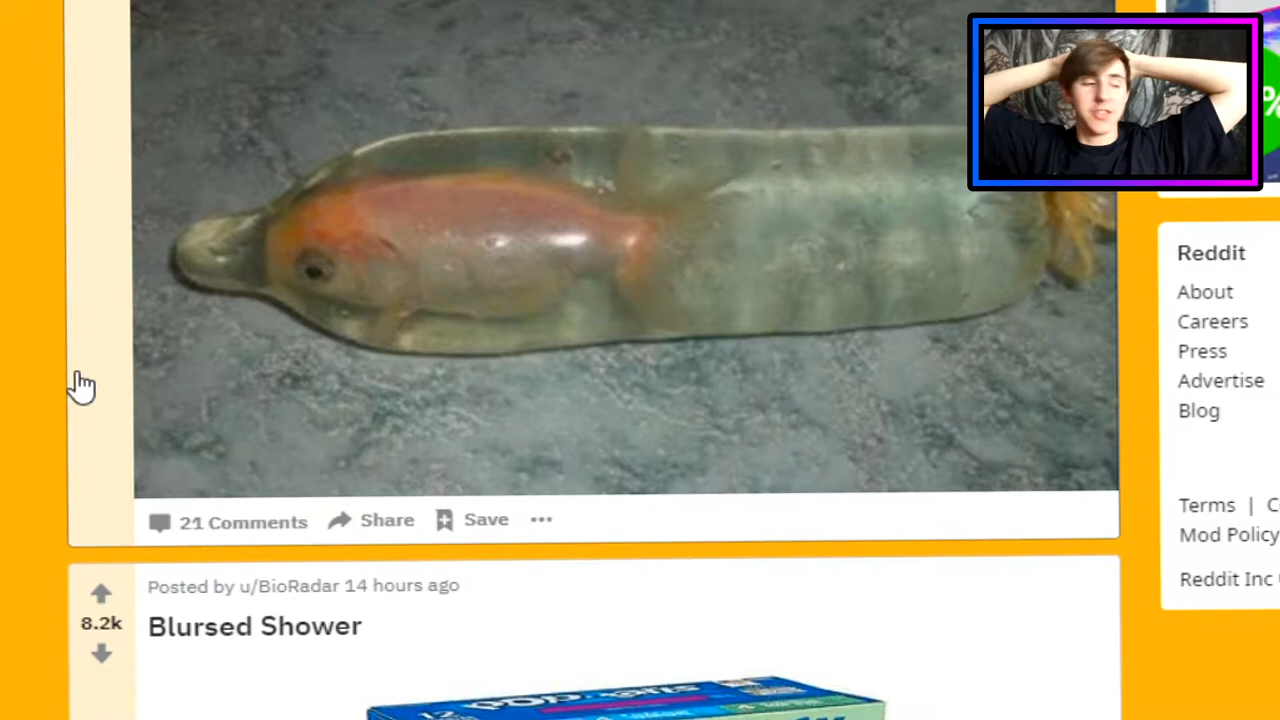 %
Reddit
About
Careers
Press
Advertise
Blog
21 Comments Share Save
Terms |
Mod Policy
Reddit Inc
Posted by u/BioRadar 14 hours ago
8.2k
Blursed Shower
12